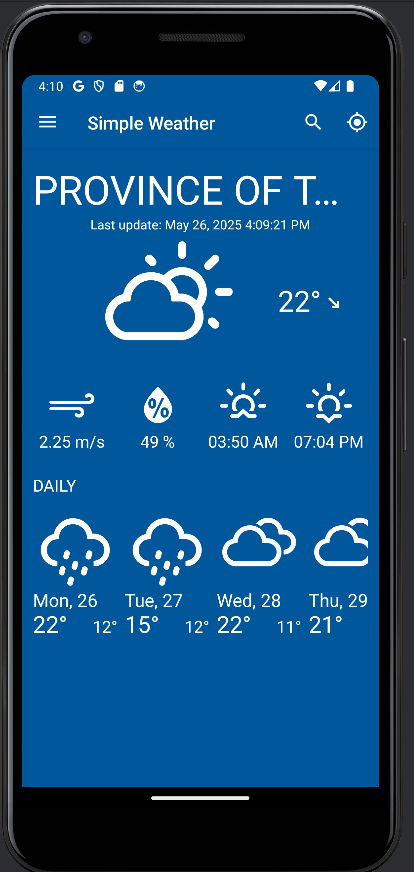 4:10
Simple Weather
PROVINCE OF T...
Last update: May 26, 2025 4:09:21 PM
22°
2.25 m/s 49 % 03:50 AM 07:04 PM
DAILY
Mon, 26 Tue, 27 Wed, 28 Thu, 29
22° 12° 15° 12° 22° 11° 21°